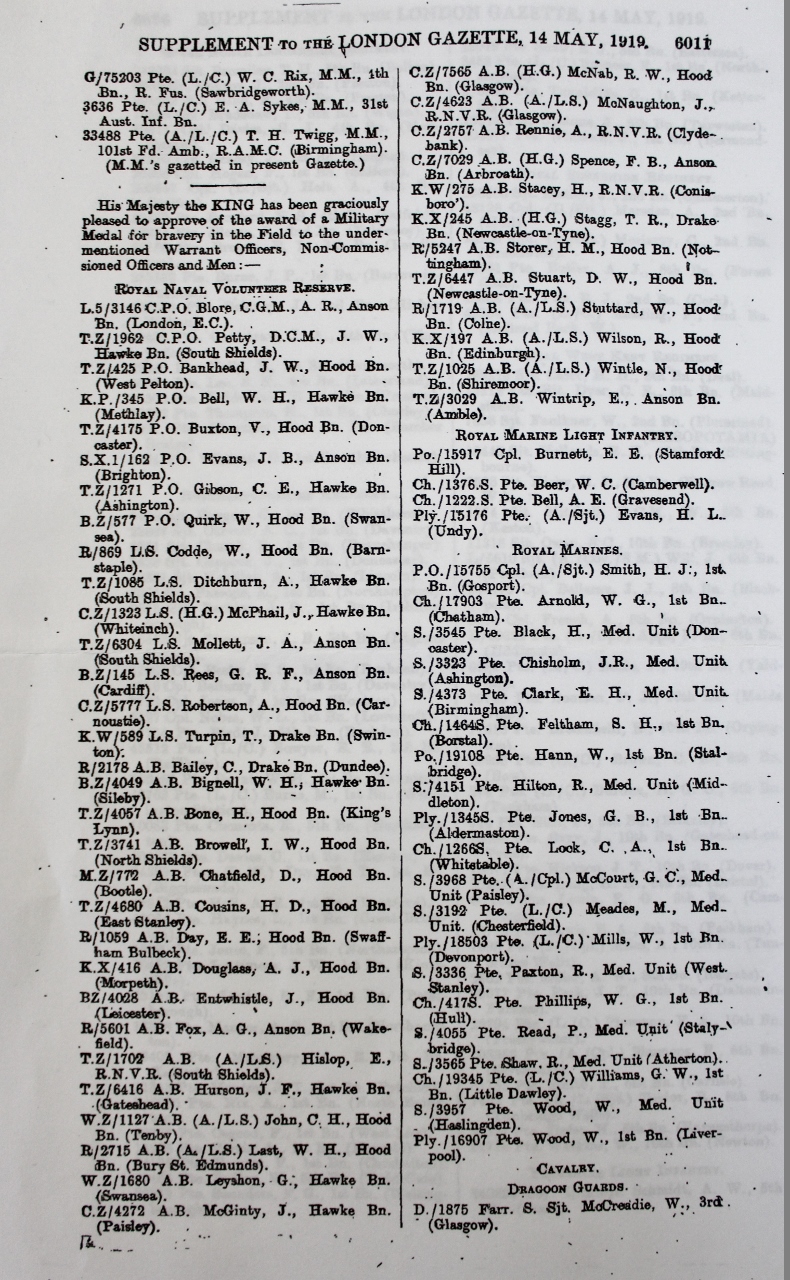 SUPPLEMENT TO THE LONDON GAZETTE, 14 MAY, 1919. 6011
G/75203 Pte. (L./C.) W. C. Rix, M.M., 4th
Bn., R. Fus. (Sawbridgeworth).
3636 Pte. (L./C.) E. A. Sykes, M.M., 31st
Aust. Inf. Bn.
33488 Pte. (A./L./C.) T. H. Twigg, M.M.,
101st Fd. Amb., R.A.M.C. (Birmingham).
(M.M.'s gazetted in present Gazette.)
His Majesty the KING has been graciously
pleased to approve of the award of a Military
Medal for bravery in the Field to the under-
mentioned Warrant Officers, Non-Commis-
sioned Officers and Men:—
ROYAL NAVAL VOLUNTEER RESERVE.
L.5/3146 C.P.O. Blore, C.G.M., A. R., Anson
Bn. (London, E.C.).
T.Z/1962 C.P.O. Petty, D.C.M., J. W.,
Hawke Bn. (South Shields).
T.Z/425 P.O. Bankhead, J. W., Hood Bn.
(West Pelton).
K.P./345 P.O. Bell, W. H., Hawke Bn.
(Methlay).
T.Z/4175 P.O. Buxton, V., Hood Bn. (Don-
caster).
S.X.1/162 P.O. Evans, J. B., Anson Bn.
(Brighton).
T.Z/1271 P.O. Gibson, C. E., Hawke Bn.
(Ashington).
B.Z/577 P.O. Quirk, W., Hood Bn. (Swan-
sea).
R/869 L.S. Codde, W., Hood Bn. (Barn-
staple).
T.Z/1085 L.S. Ditchburn, A., Hawke Bn.
(South Shields).
C.Z/1323 L.S. (H.G.) McPhail, J., Hawke Bn.
(Whiteinch).
T.Z/6304 L.S. Mollett, J. A., Anson Bn.
(South Shields).
B.Z/145 L.S. Rees, G. R. F., Anson Bn.
(Cardiff).
C.Z/5777 L.S. Robertson, A., Hood Bn. (Car-
noustie).
K.W/589 L.S. Turpin, T., Drake Bn. (Swin-
ton).
R/2178 A.B. Bailey, C., Drake Bn. (Dundee).
B.Z/4049 A.B. Bignell, W. H., Hawke Bn.
(Sileby).
T.Z/4057 A.B. Bone, H., Hood Bn. (King's
Lynn).
T.Z/3741 A.B. Browell, I. W., Hood Bn.
(North Shields).
M.Z/772 A.B. Chatfield, D., Hood Bn.
(Bootle).
T.Z/4680 A.B. Cousins, H. D., Hood Bn.
(East Stanley).
R/1059 A.B. Day, E. E., Hood Bn. (Swaff-
ham Bulbeck).
K.X/416 A.B. Douglass, A. J., Hood Bn.
(Morpeth).
BZ/4028 A.B. Entwhistle, J., Hood Bn.
(Leicester).
R/5601 A.B. Fox, A. G., Anson Bn. (Wake-
field).
T.Z/1702 A.B. (A./L.S.) Hislop, E.,
R.N.V.R. (South Shields).
T.Z/6416 A.B. Hurson, J. F., Hawke Bn.
(Gateshead).
W.Z/1127 A.B. (A./L.S.) John, C. H., Hood
Bn. (Tenby).
R/2715 A.B. (A./L.S.) Last, W. H., Hood
Bn. (Bury St. Edmunds).
W.Z/1680 A.B. Leyshon, G., Hawke Bn.
(Swansea).
C.Z/4272 A.B. McGinty, J., Hawke Bn.
(Paisley).
C.Z/7565 A.B. (H.G.) McNab, R. W., Hood
Bn. (Glasgow).
C.Z/4623 A.B. (A./L.S.) McNaughton, J.,
R.N.V.R. (Glasgow).
C.Z/2757 A.B. Rennie, A., R.N.V.R. (Clyde-
bank).
C.Z/7029 A.B. (H.G.) Spence, F. B., Anson
Bn. (Arbroath).
K.W/275 A.B. Stacey, H., R.N.V.R. (Conis-
boro').
K.X/245 A.B. (H.G.) Stagg, T. R., Drake
Bn. (Newcastle-on-Tyne).
R/5247 A.B. Storer, H. M., Hood Bn. (Not-
tingham).
T.Z/6447 A.B. Stuart, D. W., Hood Bn.
(Newcastle-on-Tyne).
R/1719 A.B. (A./L.S.) Stuttard, W., Hood
Bn. (Colne).
K.X/197 A.B. (A./L.S.) Wilson, R., Hood
Bn. (Edinburgh).
T.Z/1025 A.B. (A./L.S.) Wintle, N., Hood
Bn. (Shiremoor).
T.Z/3029 A.B. Wintrip, E., Anson Bn.
(Amble).
ROYAL MARINE LIGHT INFANTRY.
Po./15917 Cpl. Burnett, E. E. (Stamford
Hill).
Ch./1376.S. Pte. Beer, W. C. (Camberwell).
Ch./1222.S. Pte. Bell, A. E. (Gravesend).
Ply./15176 Pte. (A./Sjt.) Evans, H. L.
(Undy).
ROYAL MARINES.
P.O./15755 Cpl. (A./Sjt.) Smith, H. J., 1st
Bn. (Gosport).
Ch./17903 Pte. Arnold, W. G., 1st Bn.
(Chatham).
S./3545 Pte. Black, H., Med. Unit (Don-
caster).
S./3323 Pte. Chisholm, J.R., Med. Unit
(Ashington).
S./4373 Pte. Clark, E. H., Med. Unit
(Birmingham).
Ch./1464S. Pte. Feltham, S. H., 1st Bn.
(Borstal).
Po./19108 Pte. Hann, W., 1st Bn. (Stal-
bridge).
S./4151 Pte. Hilton, R., Med. Unit (Mid-
dleton).
Ply./1345S. Pte. Jones, G. B., 1st Bn.
(Aldermaston).
Ch./1266S. Pte. Look, C. A., 1st Bn.
(Whitstable).
S./3968 Pte. (A./Cpl.) McCourt, G. C., Med.
Unit (Paisley).
S./3192 Pte. (L./C.) Meades, M., Med.
Unit. (Chesterfield).
Ply./18503 Pte. (L./C.) Mills, W., 1st Bn.
(Devonport).
S./3336 Pte. Paxton, R., Med. Unit (West
Stanley).
Ch./417S. Pte. Phillips, W. G., 1st Bn.
(Hull).
S./4055 Pte. Read, P., Med. Unit (Staly-
bridge).
S./3565 Pte. Shaw, R., Med. Unit (Atherton).
Ch./19345 Pte. (L./C.) Williams, G. W., 1st
Bn. (Little Dawley).
S./3957 Pte. Wood, W., Med. Unit
(Haslingden).
Ply./16907 Pte. Wood, W., 1st Bn. (Liver-
pool).
CAVALRY.
DRAGOON GUARDS.
D./1875 Farr. S. Sjt. McCreadie, W., 3rd
(Glasgow).